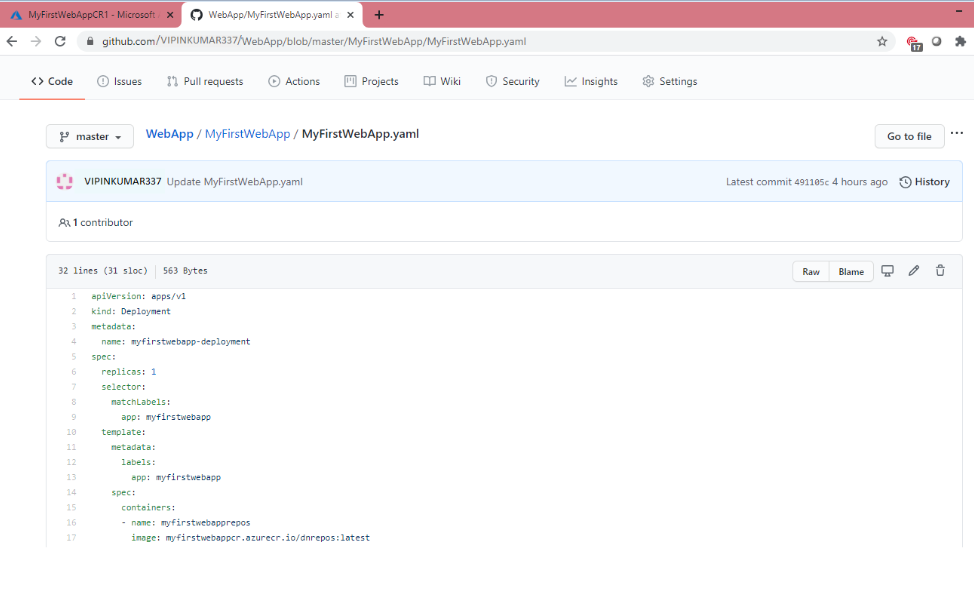 MyFirstWebAppCR1 - Microsoft
WebApp/MyFirstWebApp.yaml a
github.com/VIPINKUMAR337/WebApp/blob/master/MyFirstWebApp/MyFirstWebApp.yaml
17
Code Issues Pull requests Actions Projects Wiki Security Insights Settings
master WebApp / MyFirstWebApp / MyFirstWebApp.yaml Go to file
VIPINKUMAR337 Update MyFirstWebApp.yaml Latest commit 491105c 4 hours ago History
1 contributor
32 lines (31 sloc) 563 Bytes Raw Blame
1 apiVersion: apps/v1
2 kind: Deployment
3 metadata:
4 name: myfirstwebapp-deployment
5 spec:
6 replicas: 1
7 selector:
8 matchLabels:
9 app: myfirstwebapp
10 template:
11 metadata:
12 labels:
13 app: myfirstwebapp
14 spec:
15 containers:
16 - name: myfirstwebapprepos
17 image: myfirstwebappcr.azurecr.io/dnrepos:latest